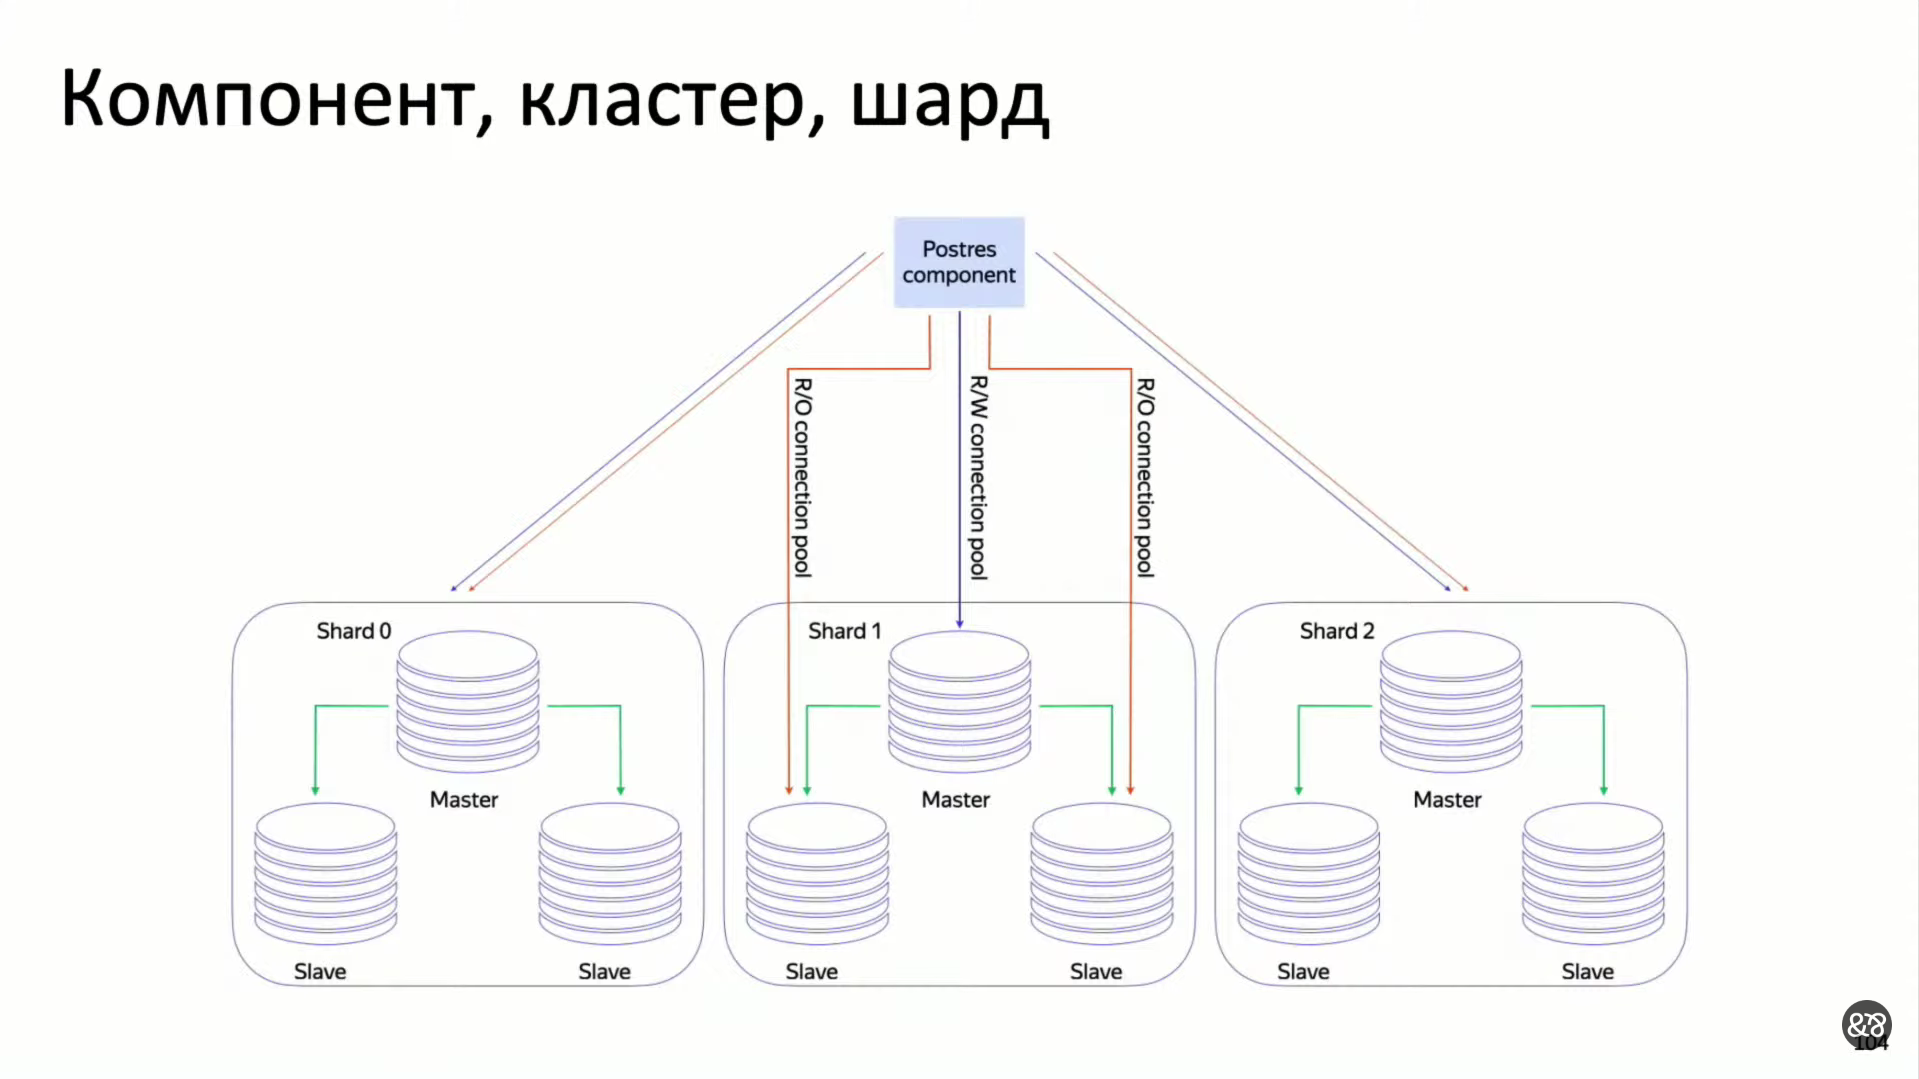 Компонент, кластер, шард
Postres
component
R/O connection pool
R/W connection pool
R/O connection pool
Shard 0
Shard 1
Shard 2
Master
Master
Master
Slave
Slave
Slave
Slave
Slave
Slave
104